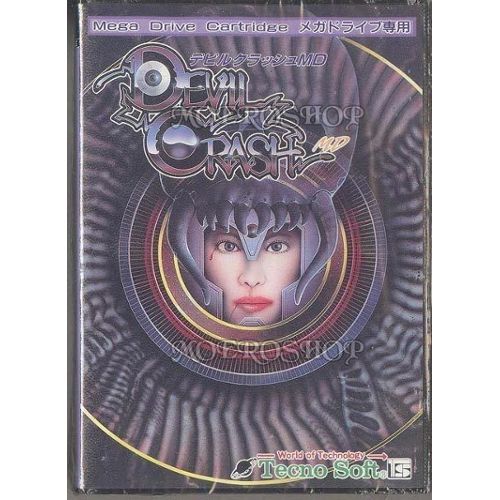 Mega Drive Cartridge メガドライブ専用
デビルクラッシュMD
DEVIL
MOEROSHOP
CRASH MD
MOEROSHOP
World of Technology
Tecno Soft®